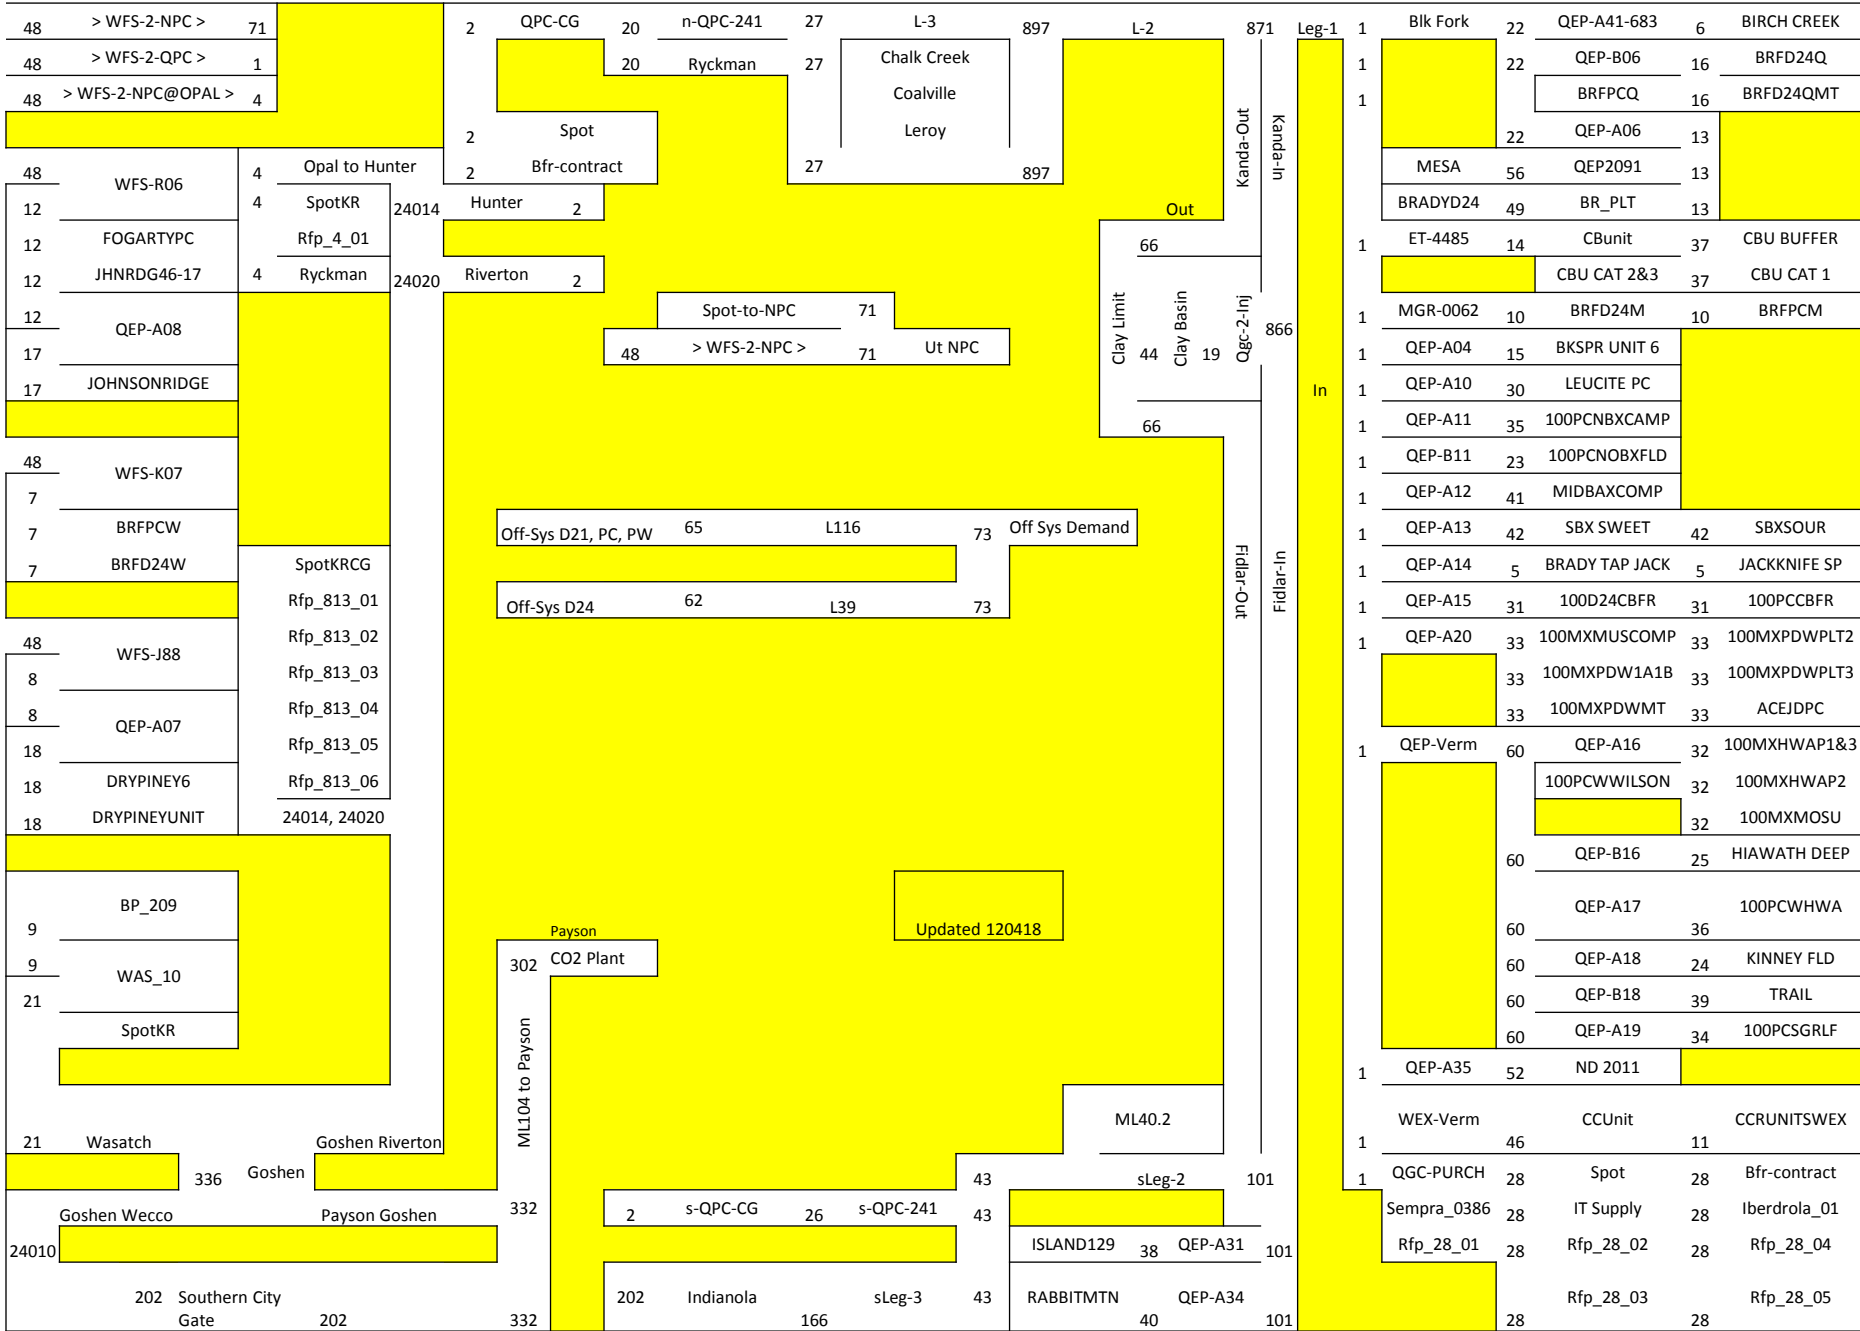 48 > WFS-2-NPC > 71 2 QPC-CG 20 n-QPC-241 27 L-3 897 L-2 871 Leg-1 1 Blk Fork 22 QEP-A41-683 6 BIRCH CREEK
48 > WFS-2-QPC > 1 20 Ryckman 27 Chalk Creek 1 22 QEP-B06 16 BRFD24Q
48 > WFS-2-NPC@OPAL > 4 Coalville 1 BRFPCQ 16 BRFD24QMT
2 Spot Leroy Kanda-Out Kanda-In 22 QEP-A06 13
48 WFS-R06 4 Opal to Hunter 2 Bfr-contract 27 897 MESA 56 QEP2091 13
12 4 SpotKR 24014 Hunter 2 Out BRADYD24 49 BR_PLT 13
12 FOGARTYPC Rfp_4_01 66 1 ET-4485 14 CBunit 37 CBU BUFFER
12 JHNRDG46-17 4 Ryckman 24020 Riverton 2 CBU CAT 2&3 37 CBU CAT 1
12 QEP-A08 Spot-to-NPC 71 Clay Limit Clay Basin Qgc-2-Inj 866 1 MGR-0062 10 BRFD24M 10 BRFPCM
17 48 > WFS-2-NPC > 71 Ut NPC 44 19 1 QEP-A04 15 BKSPR UNIT 6
17 JOHNSONRIDGE In 1 QEP-A10 30 LEUCITE PC
66 1 QEP-A11 35 100PCNBXCAMP
48 WFS-K07 1 QEP-B11 23 100PCNOBXFLD
7 1 QEP-A12 41 MIDBAXCOMP
7 BRFPCW Off-Sys D21, PC, PW 65 L116 73 Off Sys Demand 1 QEP-A13 42 SBX SWEET 42 SBXSOUR
7 BRFD24W SpotKRCG Fidlar-Out Fidlar-In 1 QEP-A14 5 BRADY TAP JACK 5 JACKKNIFE SP
Rfp_813_01 Off-Sys D24 62 L39 73 1 QEP-A15 31 100D24CBFR 31 100PCCBFR
48 WFS-J88 Rfp_813_02 1 QEP-A20 33 100MXMUSCOMP 33 100MXPDWPLT2
8 Rfp_813_03 33 100MXPDW1A1B 33 100MXPDWPLT3
8 QEP-A07 Rfp_813_04 33 100MXPDWMT 33 ACEJDPC
18 Rfp_813_05 1 QEP-Verm 60 QEP-A16 32 100MXHWAP1&3
18 DRYPINEY6 Rfp_813_06 100PCWWILSON 32 100MXHWAP2
18 DRYPINEYUNIT 24014, 24020 32 100MXMOSU
60 QEP-B16 25 HIAWATH DEEP
9 BP_209 Payson Updated 120418 60 QEP-A17 36 100PCWHWA
9 WAS_10 302 CO2 Plant 60 QEP-A18 24 KINNEY FLD
21 60 QEP-B18 39 TRAIL
SpotKR ML104 to Payson 60 QEP-A19 34 100PCSGRLF
1 QEP-A35 52 ND 2011
21 Wasatch Goshen Riverton ML40.2 1 WEX-Verm 46 CCUnit 11 CCRUNITSWEX
336 Goshen 43 sLeg-2 101 1 QGC-PURCH 28 Spot 28 Bfr-contract
Goshen Wecco Payson Goshen 332 2 s-QPC-CG 26 s-QPC-241 43 Sempra_0386 28 IT Supply 28 Iberdrola_01
24010 ISLAND129 38 QEP-A31 101 Rfp_28_01 28 Rfp_28_02 28 Rfp_28_04
202 Southern City Gate 202 332 202 Indianola 166 sLeg-3 43 RABBITMTN 40 QEP-A34 101 28 Rfp_28_03 28 Rfp_28_05